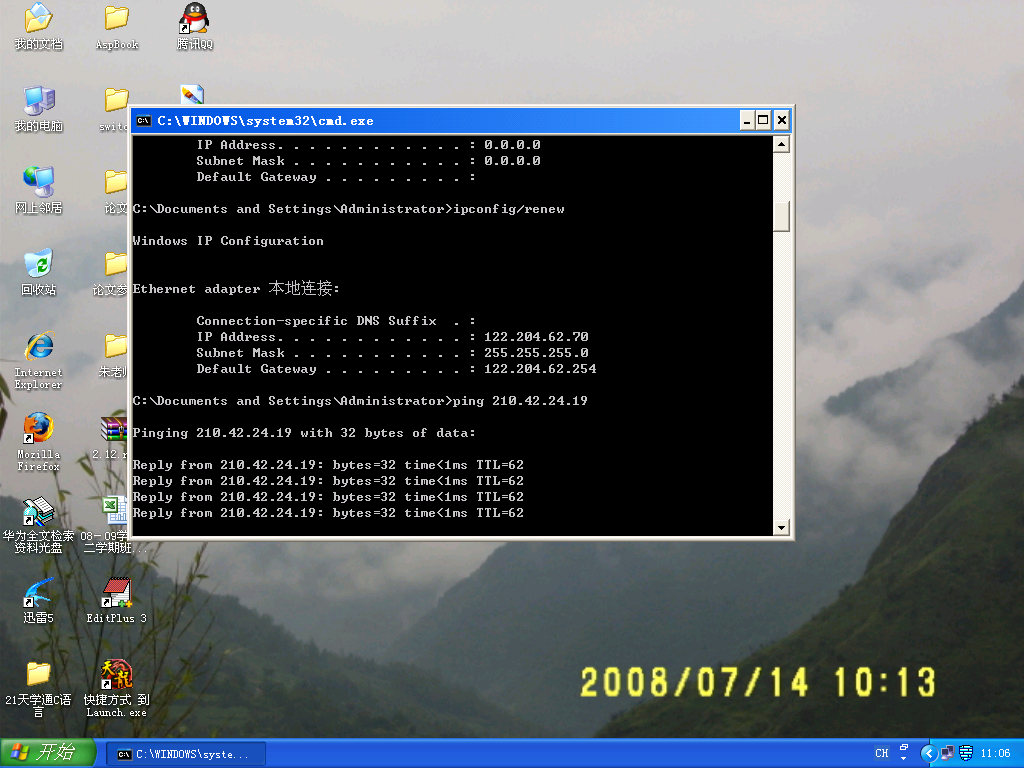 我的文档
AspBook
腾讯QQ
我的电脑
网上邻居
论文
回收站
论文参
Internet
Explorer
朱老师
Mozilla
Firefox
华为全文检索
资料光盘
08－09学
二学期班...
迅雷5
EditPlus 3
21天学通C语
言
快捷方式 到
Launch.exe
C:\WINDOWS\system32\cmd.exe
IP Address. . . . . . . . . . . . : 0.0.0.0
Subnet Mask . . . . . . . . . . . : 0.0.0.0
Default Gateway . . . . . . . . . :
C:\Documents and Settings\Administrator>ipconfig/renew
Windows IP Configuration
Ethernet adapter 本地连接:
Connection-specific DNS Suffix  . :
IP Address. . . . . . . . . . . . : 122.204.62.70
Subnet Mask . . . . . . . . . . . : 255.255.255.0
Default Gateway . . . . . . . . . : 122.204.62.254
C:\Documents and Settings\Administrator>ping 210.42.24.19
Pinging 210.42.24.19 with 32 bytes of data:
Reply from 210.42.24.19: bytes=32 time<1ms TTL=62
Reply from 210.42.24.19: bytes=32 time<1ms TTL=62
Reply from 210.42.24.19: bytes=32 time<1ms TTL=62
Reply from 210.42.24.19: bytes=32 time<1ms TTL=62
2008/07/14 10:13
开始
C:\WINDOWS\syste...
CH
11:06